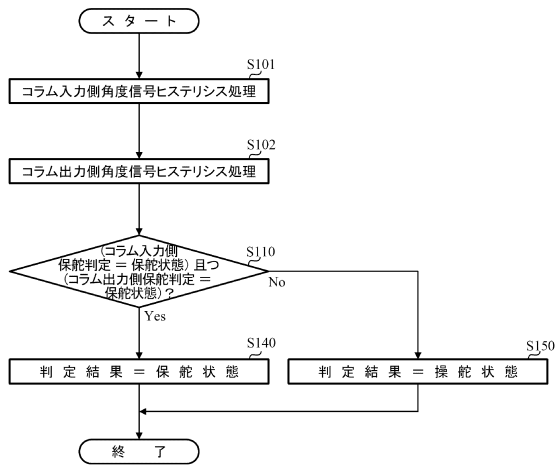 スタート
S101
コラム入力側角度信号ヒステリシス処理
S102
コラム出力側角度信号ヒステリシス処理
S110
(コラム入力側
保舵判定 = 保舵状態) 且つ
(コラム出力側保舵判定 =
保舵状態)?
No
Yes
S140
判定結果 = 保舵状態
S150
判定結果 = 操舵状態
終了